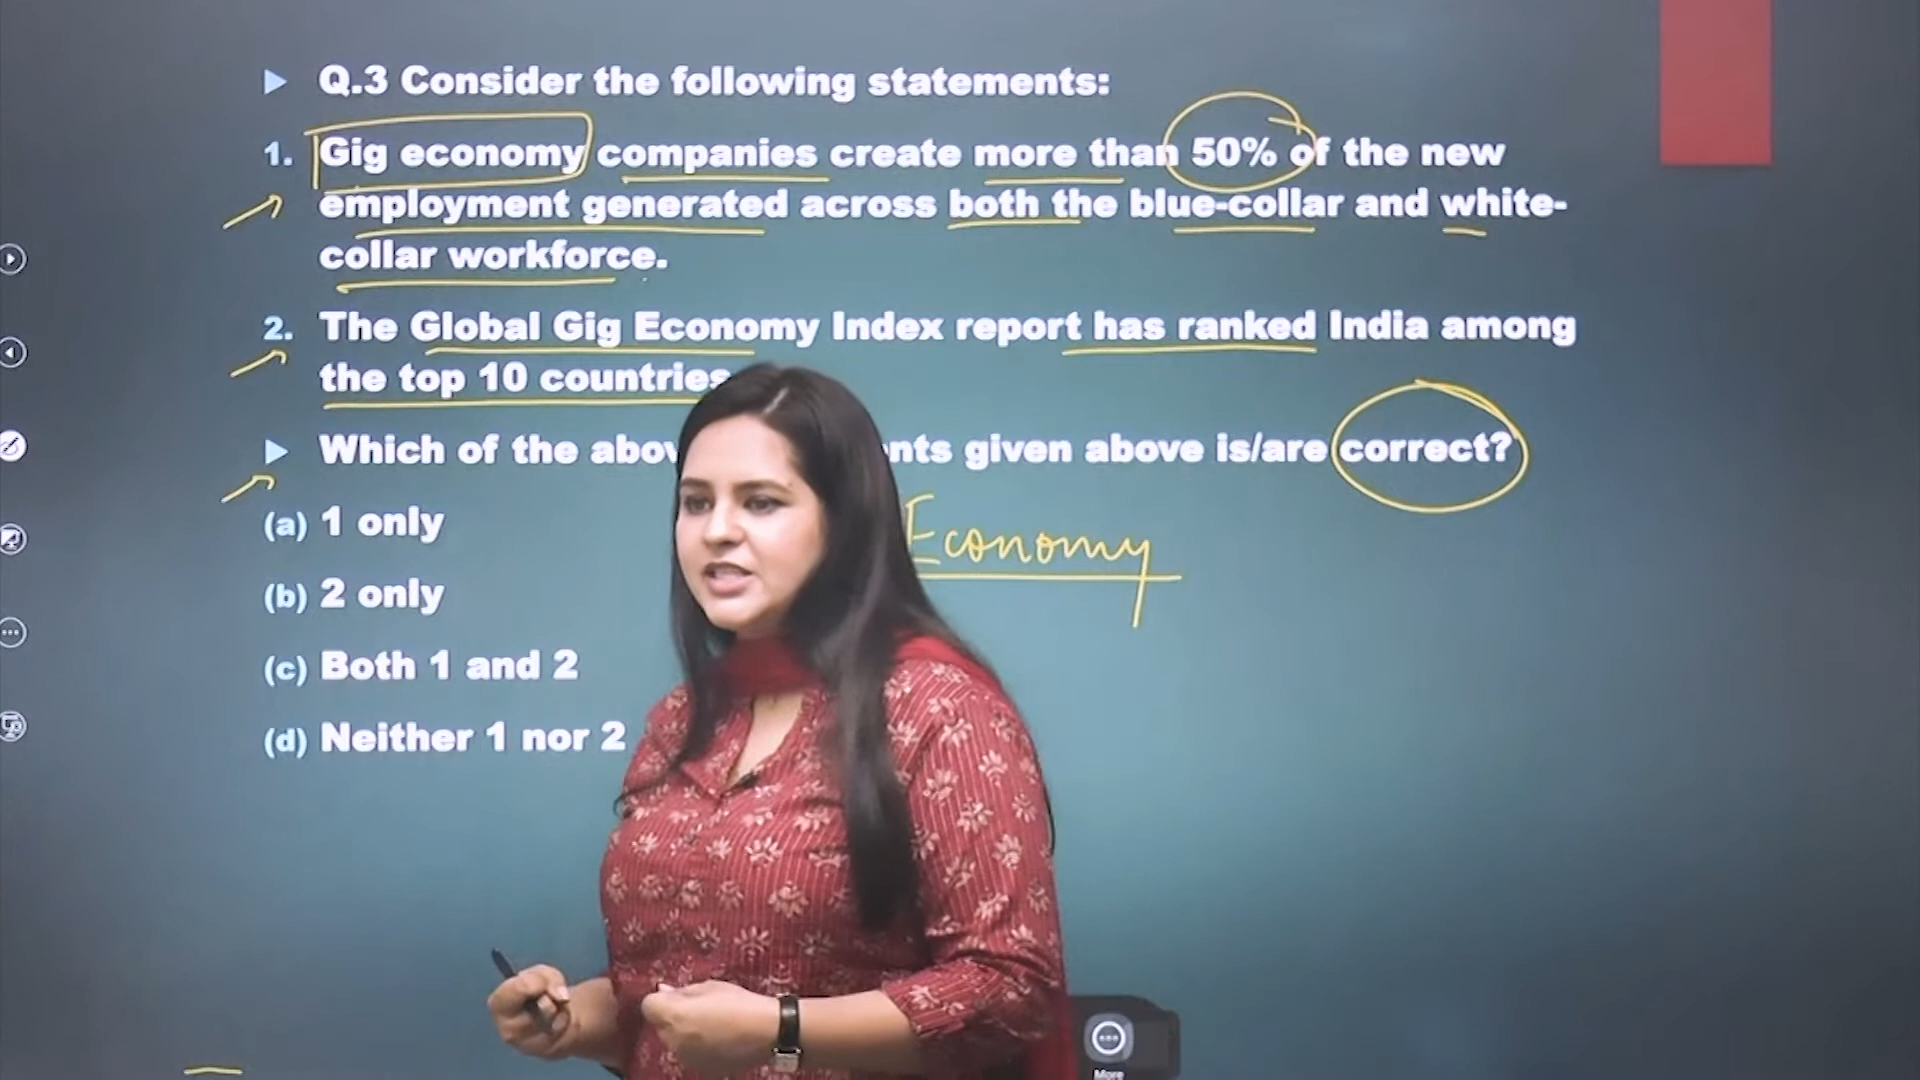 Q.3 Consider the following statements:
1. Gig economy companies create more than 50% of the new
employment generated across both the blue-collar and white-
collar workforce.
2. The Global Gig Economy Index report has ranked India among
the top 10 countries
Which of the given above is/are correct?
Economy
(a) 1 only
(b) 2 only
(c) Both 1 and 2
(d) Neither 1 nor 2
More